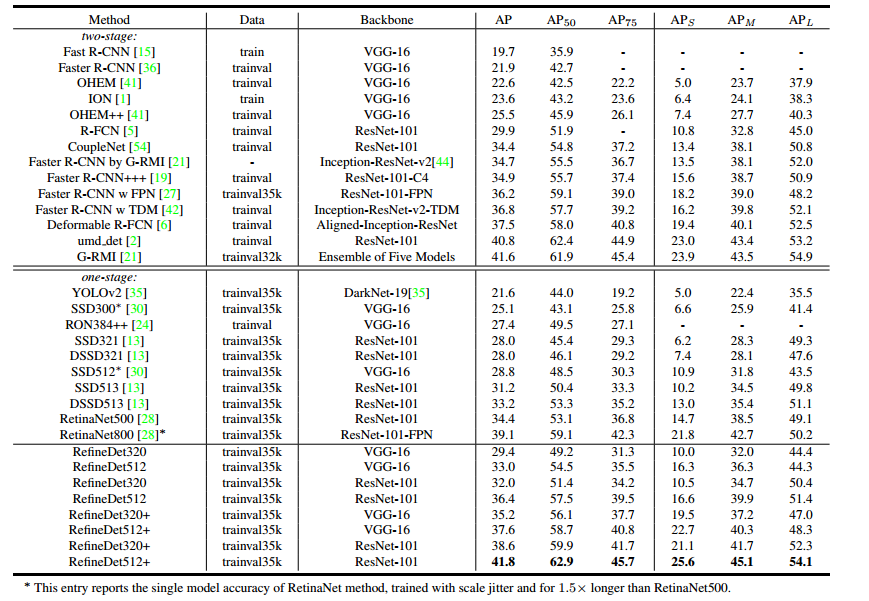 Method Data Backbone AP AP50 AP75 APS APM APL
two-stage:
Fast R-CNN [15] train VGG-16 19.7 35.9 - - - -
Faster R-CNN [36] trainval VGG-16 21.9 42.7 - - - -
OHEM [41] trainval VGG-16 22.6 42.5 22.2 5.0 23.7 37.9
ION [1] train VGG-16 23.6 43.2 23.6 6.4 24.1 38.3
OHEM++ [41] trainval VGG-16 25.5 45.9 26.1 7.4 27.7 40.3
R-FCN [5] trainval ResNet-101 29.9 51.9 - 10.8 32.8 45.0
CoupleNet [54] trainval ResNet-101 34.4 54.8 37.2 13.4 38.1 50.8
Faster R-CNN by G-RMI [21] - Inception-ResNet-v2[44] 34.7 55.5 36.7 13.5 38.1 52.0
Faster R-CNN+++ [19] trainval ResNet-101-C4 34.9 55.7 37.4 15.6 38.7 50.9
Faster R-CNN w FPN [27] trainval35k ResNet-101-FPN 36.2 59.1 39.0 18.2 39.0 48.2
Faster R-CNN w TDM [42] trainval Inception-ResNet-v2-TDM 36.8 57.7 39.2 16.2 39.8 52.1
Deformable R-FCN [6] trainval Aligned-Inception-ResNet 37.5 58.0 40.8 19.4 40.1 52.5
umd_det [2] trainval ResNet-101 40.8 62.4 44.9 23.0 43.4 53.2
G-RMI [21] trainval32k Ensemble of Five Models 41.6 61.9 45.4 23.9 43.5 54.9
one-stage:
YOLOv2 [35] trainval35k DarkNet-19[35] 21.6 44.0 19.2 5.0 22.4 35.5
SSD300* [30] trainval35k VGG-16 25.1 43.1 25.8 6.6 25.9 41.4
RON384++ [24] trainval VGG-16 27.4 49.5 27.1 - - -
SSD321 [13] trainval35k ResNet-101 28.0 45.4 29.3 6.2 28.3 49.3
DSSD321 [13] trainval35k ResNet-101 28.0 46.1 29.2 7.4 28.1 47.6
SSD512* [30] trainval35k VGG-16 28.8 48.5 30.3 10.9 31.8 43.5
SSD513 [13] trainval35k ResNet-101 31.2 50.4 33.3 10.2 34.5 49.8
DSSD513 [13] trainval35k ResNet-101 33.2 53.3 35.2 13.0 35.4 51.1
RetinaNet500 [28] trainval35k ResNet-101 34.4 53.1 36.8 14.7 38.5 49.1
RetinaNet800 [28]* trainval35k ResNet-101-FPN 39.1 59.1 42.3 21.8 42.7 50.2
RefineDet320 trainval35k VGG-16 29.4 49.2 31.3 10.0 32.0 44.4
RefineDet512 trainval35k VGG-16 33.0 54.5 35.5 16.3 36.3 44.3
RefineDet320 trainval35k ResNet-101 32.0 51.4 34.2 10.5 34.7 50.4
RefineDet512 trainval35k ResNet-101 36.4 57.5 39.5 16.6 39.9 51.4
RefineDet320+ trainval35k VGG-16 35.2 56.1 37.7 19.5 37.2 47.0
RefineDet512+ trainval35k VGG-16 37.6 58.7 40.8 22.7 40.3 48.3
RefineDet320+ trainval35k ResNet-101 38.6 59.9 41.7 21.1 41.7 52.3
RefineDet512+ trainval35k ResNet-101 41.8 62.9 45.7 25.6 45.1 54.1
* This entry reports the single model accuracy of RetinaNet method, trained with scale jitter and for 1.5× longer than RetinaNet500.